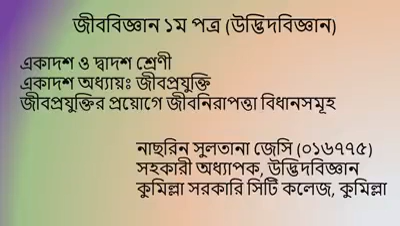 জীববিজ্ঞান ১ম পত্র (উদ্ভিদবিজ্ঞান)
একাদশ ও দ্বাদশ শ্রেণী
একাদশ অধ্যায়ঃ জীবপ্রযুক্তি
জীবপ্রযুক্তির প্রয়োগে জীবনিরাপত্তা বিধানসমূহ
নাছরিন সুলতানা জেসি (০১৬৭৭৫)
সহকারী অধ্যাপক, উদ্ভিদবিজ্ঞান
কুমিল্লা সরকারি সিটি কলেজ, কুমিল্লা